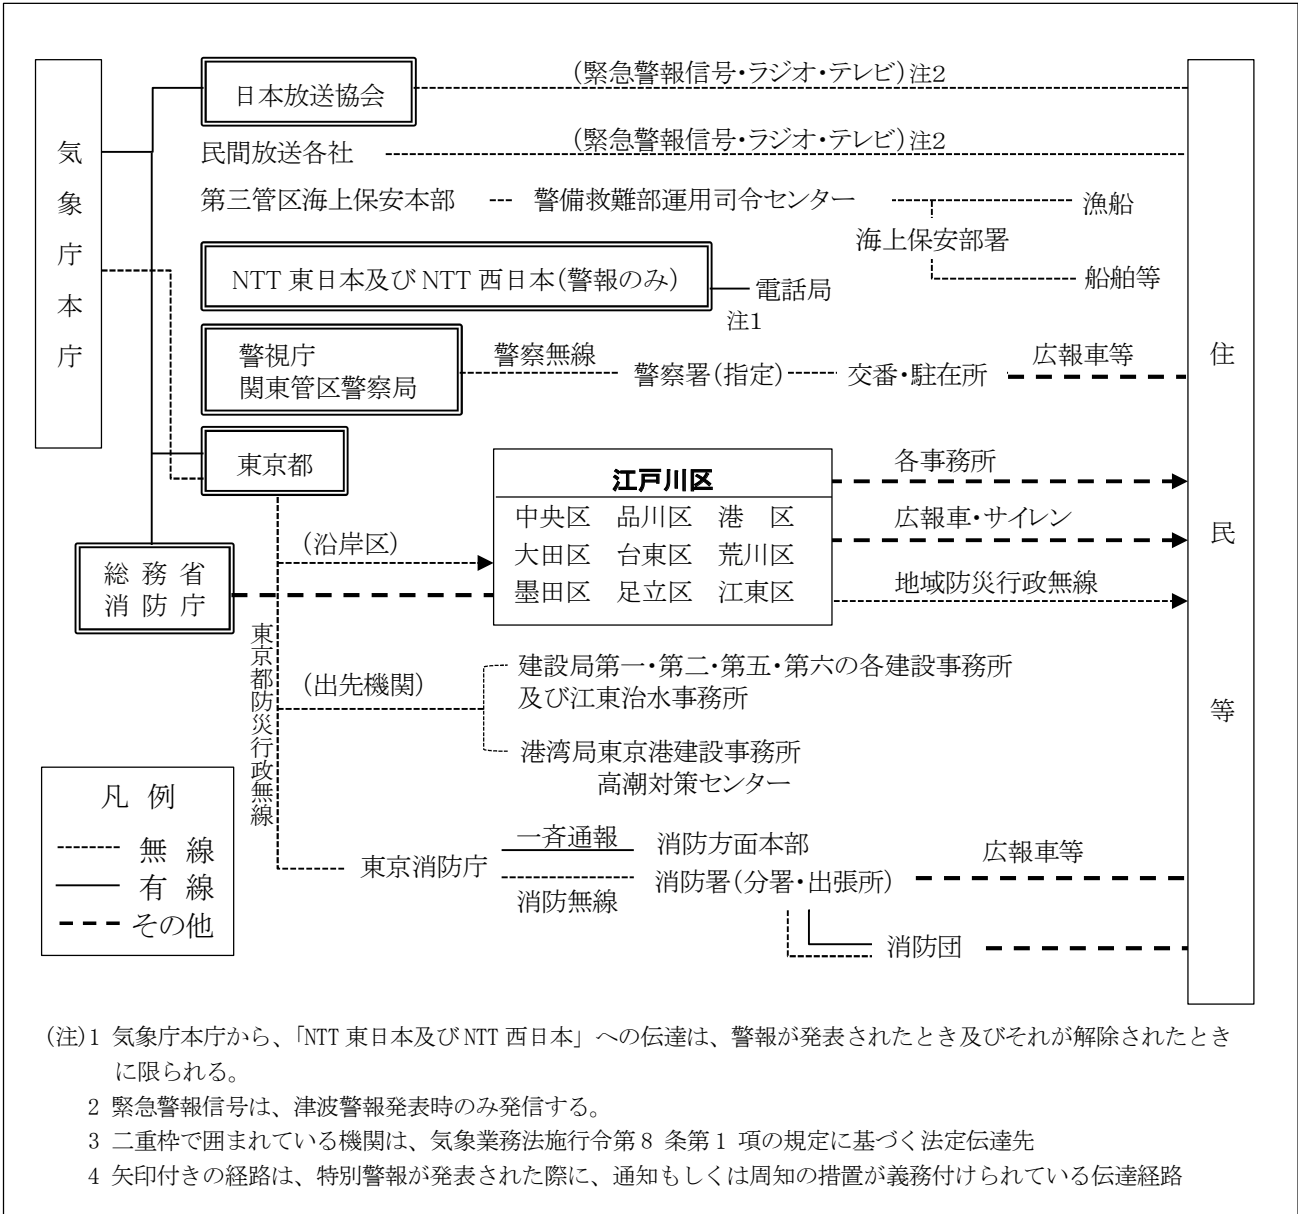 気象庁本庁
日本放送協会
(緊急警報信号・ラジオ・テレビ)注2
民間放送各社
(緊急警報信号・ラジオ・テレビ)注2
第三管区海上保安本部
警備救難部運用司令センター
漁船
海上保安部署
船舶等
NTT 東日本及び NTT 西日本(警報のみ)
電話局
注1
警視庁
関東管区警察局
警察無線
警察署(指定)
交番・駐在所
広報車等
東京都
総務省
消防庁
(沿岸区)
江戸川区
中央区 品川区 港 区
大田区 台東区 荒川区
墨田区 足立区 江東区
各事務所
広報車・サイレン
地域防災行政無線
住民等
東京都防災行政無線
(出先機関)
建設局第一・第二・第五・第六の各建設事務所
及び江東治水事務所
港湾局東京港建設事務所
高潮対策センター
東京消防庁
一斉通報
消防無線
消防方面本部
消防署(分署・出張所)
広報車等
消防団
凡 例
無 線
有 線
その他
(注)1 気象庁本庁から、「NTT 東日本及び NTT 西日本」への伝達は、警報が発表されたとき及びそれが解除されたとき
に限られる。
2 緊急警報信号は、津波警報発表時のみ発信する。
3 二重枠で囲まれている機関は、気象業務法施行令第8 条第1 項の規定に基づく法定伝達先
4 矢印付きの経路は、特別警報が発表された際に、通知もしくは周知の措置が義務付けられている伝達経路